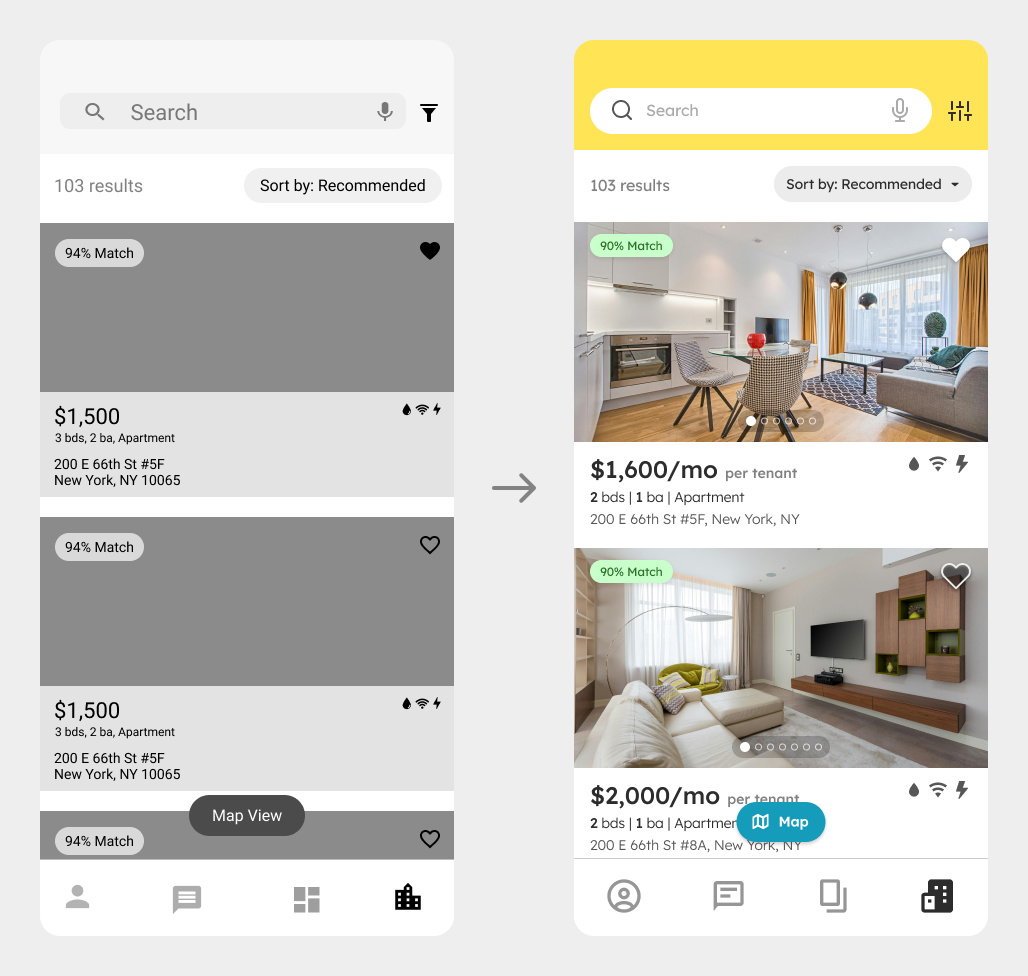 Search
103 results
Sort by: Recommended
94% Match
$1,500
3 bds, 2 ba, Apartment
200 E 66th St #5F
New York, NY 10065
94% Match
$1,500
3 bds, 2 ba, Apartment
200 E 66th St #5F
New York, NY 10065
Map View
94% Match
Search
103 results
Sort by: Recommended
90% Match
$1,600/mo per tenant
2 bds | 1 ba | Apartment
200 E 66th St #5F, New York, NY
90% Match
$2,000/mo per tenant
2 bds | 1 ba | Apartmen
Map
200 E 66th St #8A, New York, NY